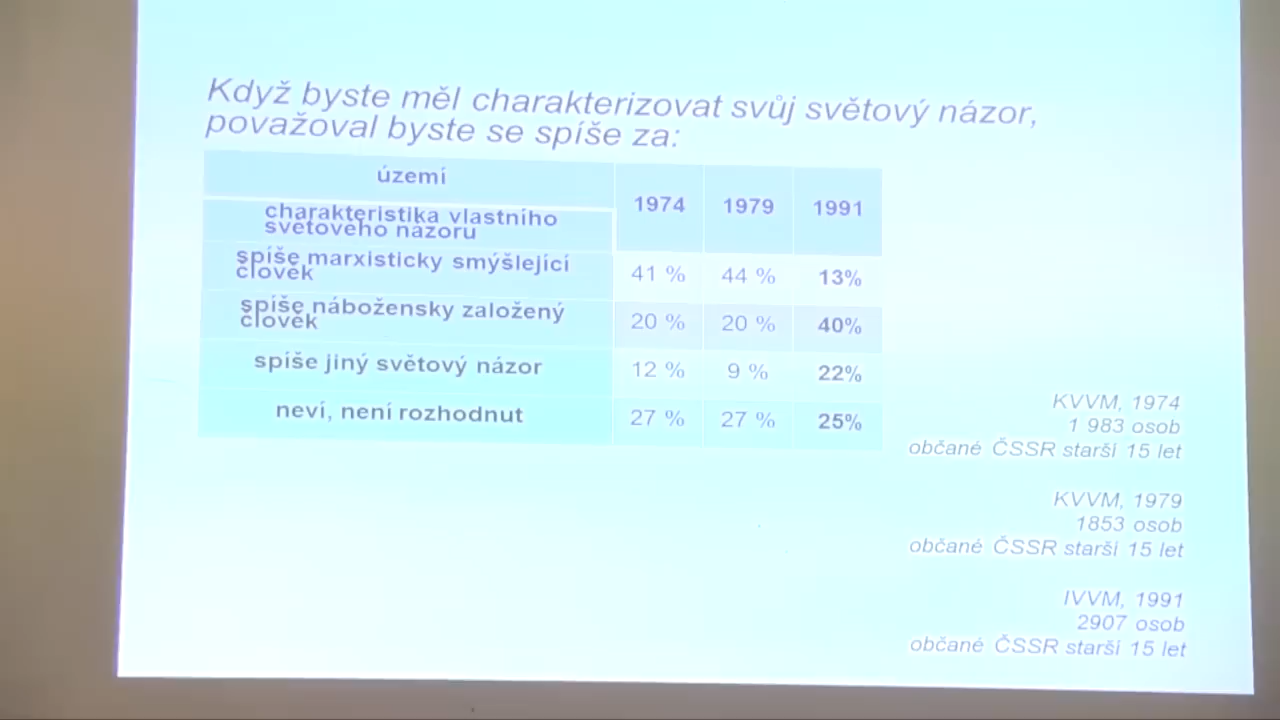 Když byste měl charakterizovat svůj světový názor,
považoval byste se spíše za:
území
1974 1979 1991
charakteristika vlastního
světového názoru
spíše marxisticky smýšlející
člověk
41 % 44 % 13%
spíše nábožensky založený
člověk
20 % 20 % 40%
spíše jiný světový názor 12 % 9 % 22%
neví, není rozhodnut 27 % 27 % 25%
KVVM, 1974
1 983 osob
občané ČSSR starší 15 let
KVVM, 1979
1853 osob
občané ČSSR starší 15 let
IVVM, 1991
2907 osob
občané ČSSR starší 15 let